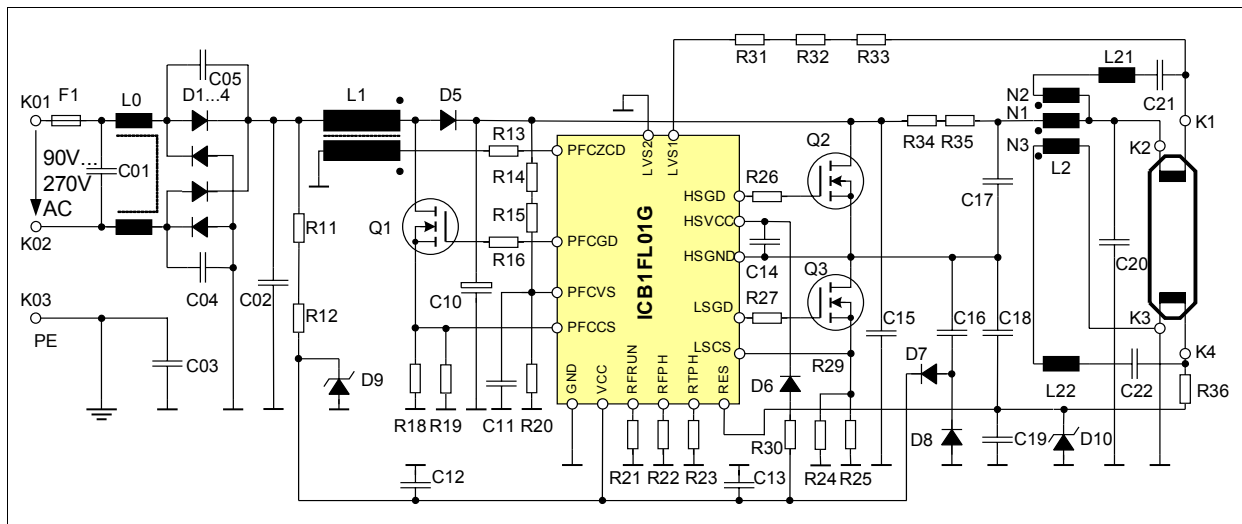 R31 R32 R33
C05
F1 L0 D1...4
K01
L1 D5
L21
C21
N2
N1
N3
K1
R13 PFCZCD
LVS2
LVS1
Q2
R34 R35
K2
L2
90V...
270V
AC
C01
R14
R26
HSGD
R15
HSVCC
C17
Q1
R11
PFCGD
R16
HSGND
C14
K02
ICB1FL01G
Q3
C20
C04
C02
C10
PFCVS
LSGD
R27
C15
C16
C18
K03
PE
R12
PFCCS
LSCS
K3
K4
C03
D9
R29
D7
D6
L22
C22
R36
GND
VCC
RFRUN
RFPH
RTPH
RES
R18 R19 C11 R20
R30
D8
C19
D10
R21 R22 R23
R24 R25
C12
C13